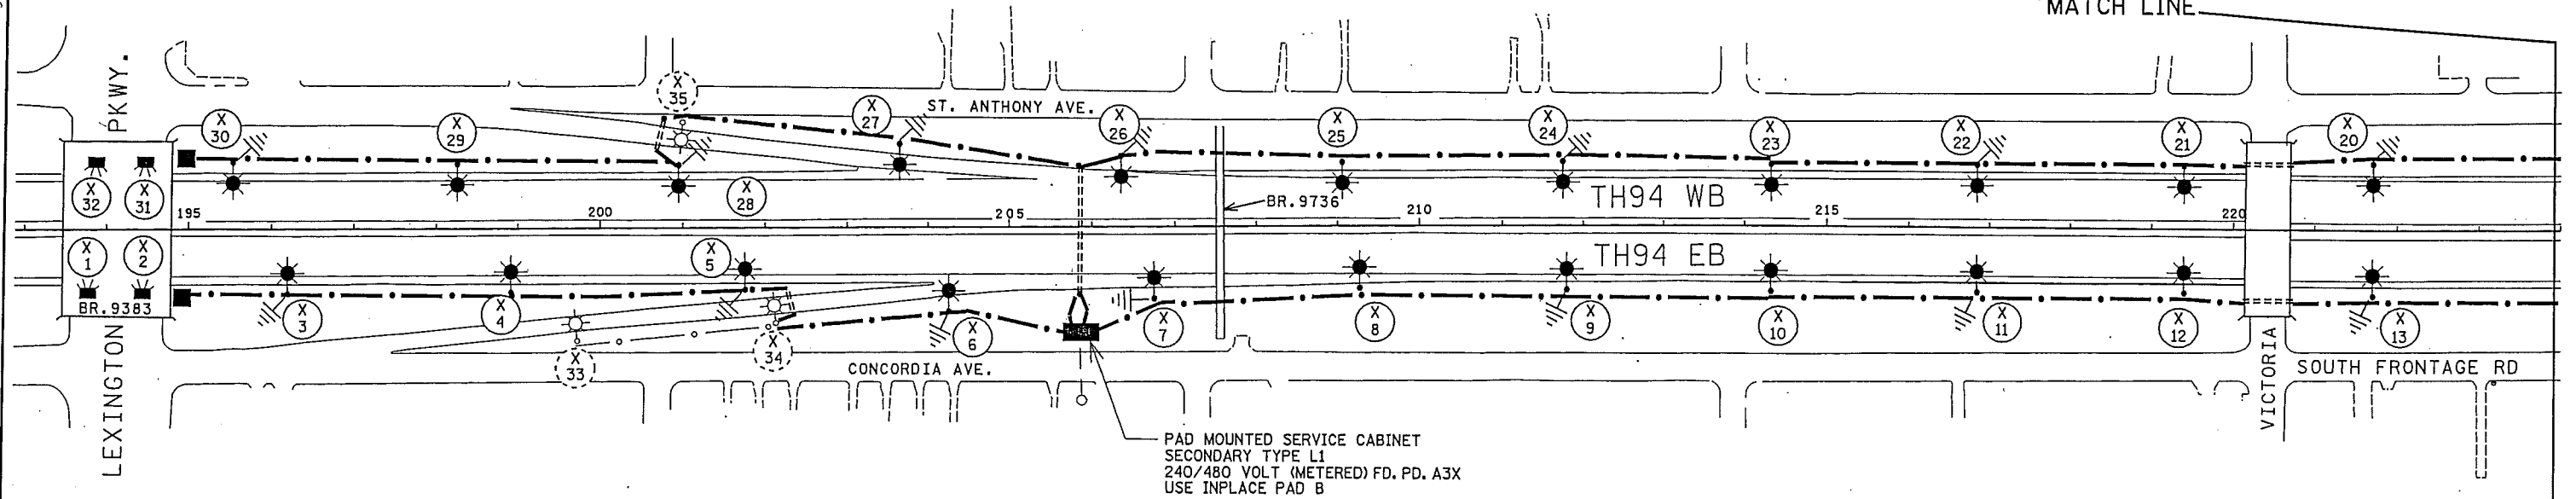 MATCH LINE
LEXINGTON PKWY.
ST. ANTHONY AVE.
X 35
X 30
X 29
X 27
X 26
X 25
X 24
X 23
X 22
X 21
X 20
X 32
X 31
X 28
TH94 WB
BR.9736
195
200
205
210
215
220
X 1
X 2
X 5
TH94 EB
BR.9383
X 3
X 4
X 33
X 34
X 6
X 7
X 8
X 9
X 10
X 11
X 12
X 13
CONCORDIA AVE.
SOUTH FRONTAGE RD
VICTORIA
PAD MOUNTED SERVICE CABINET
SECONDARY TYPE L1
240/480 VOLT (METERED) FD. PD. A3X
USE INPLACE PAD B